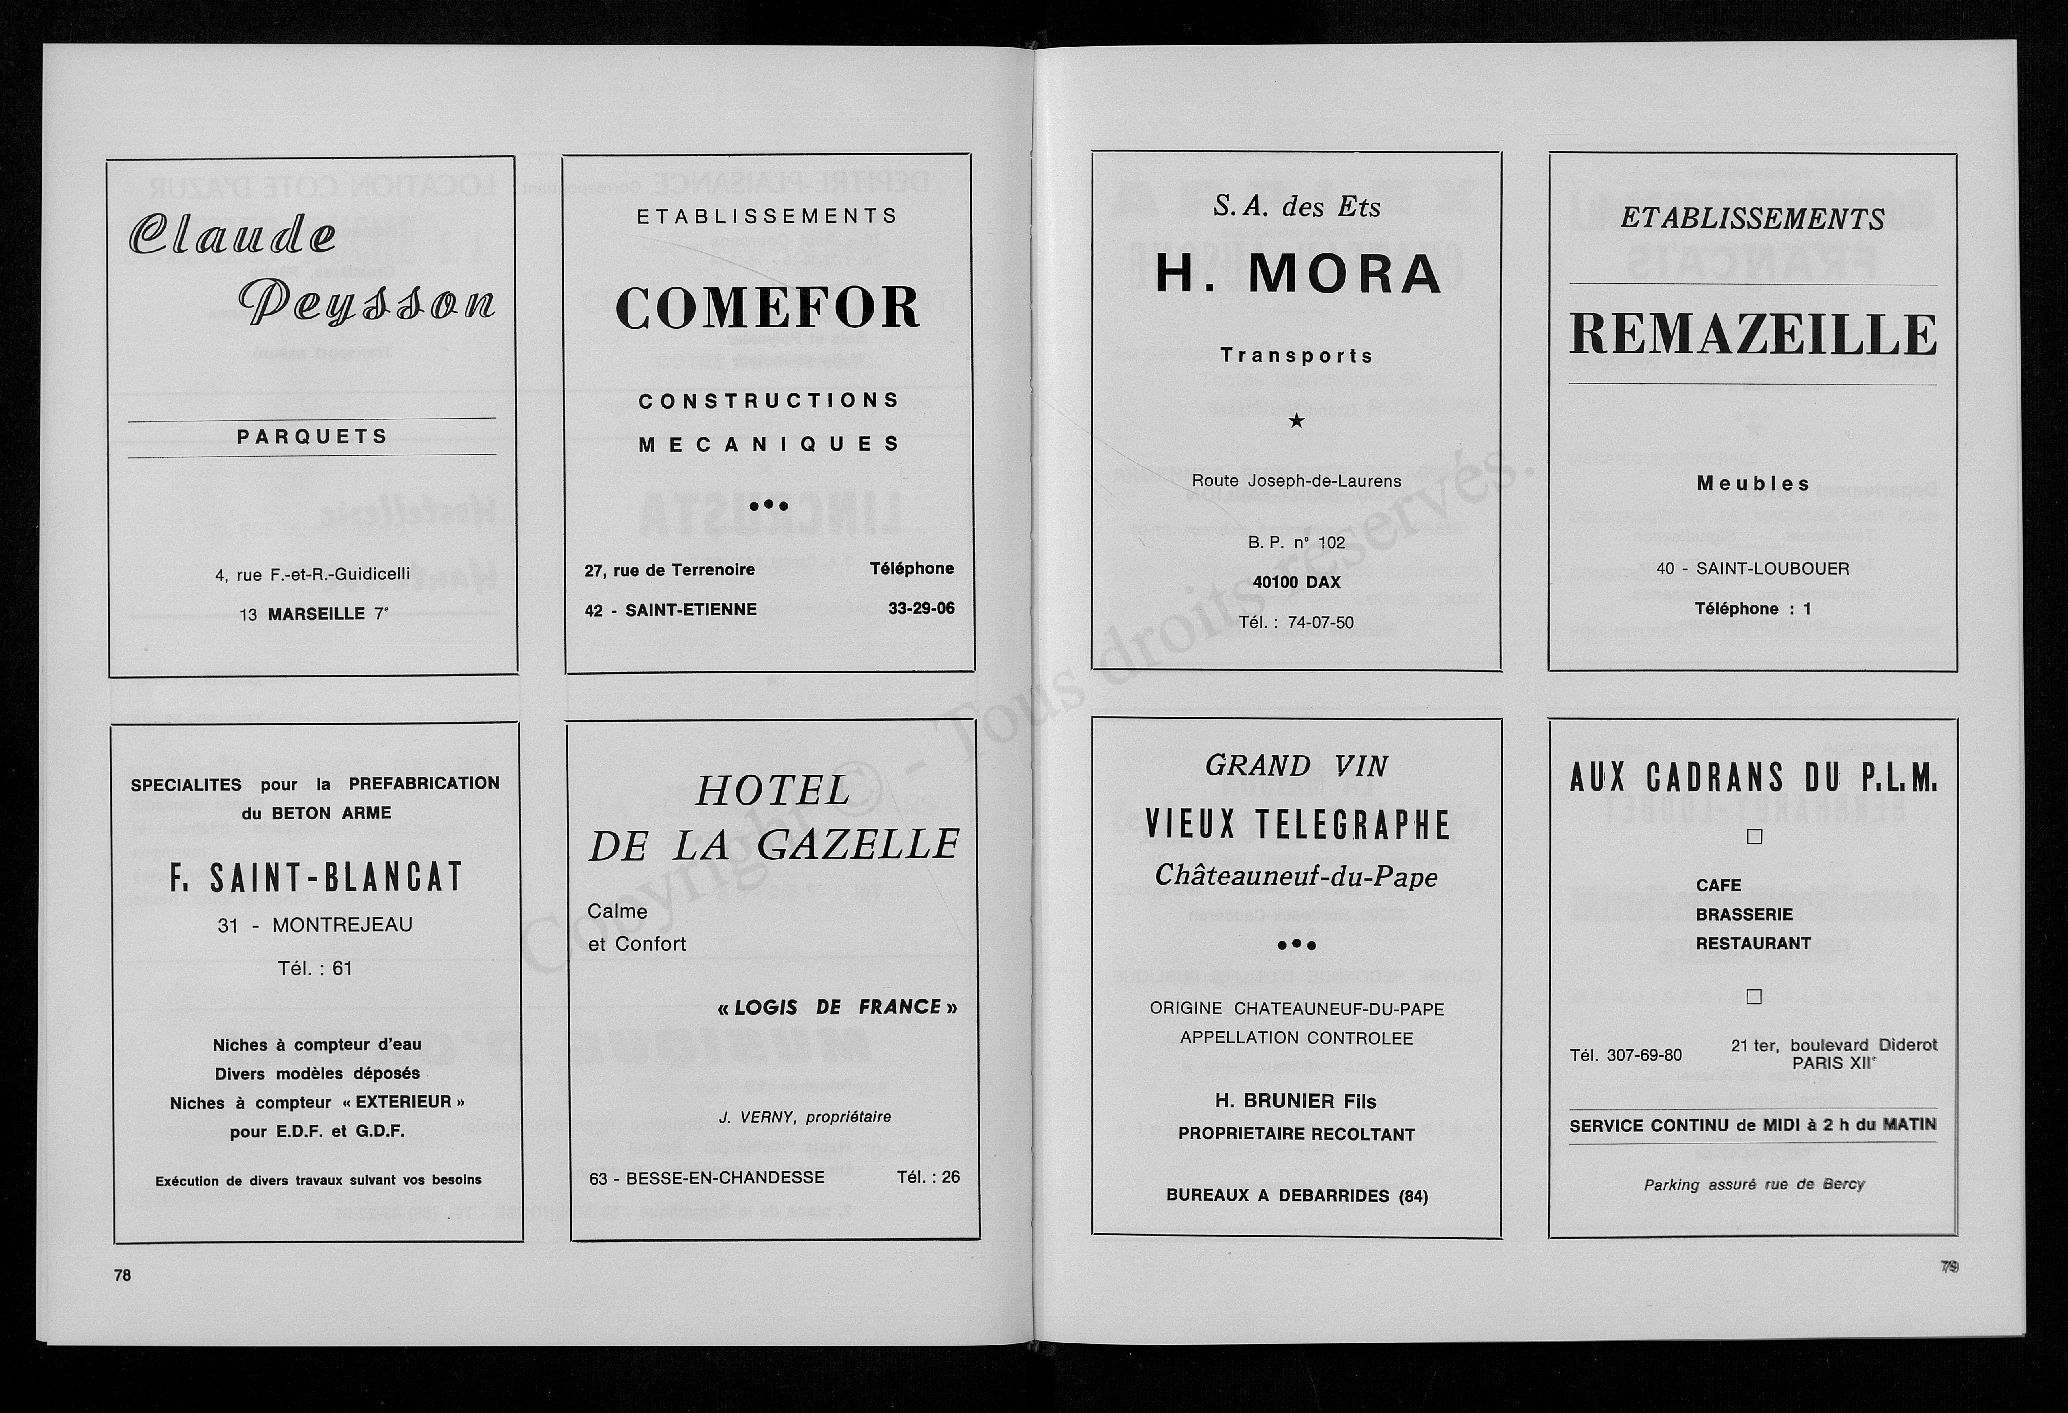 Claude
Peysson
PARQUETS
4, rue F.-et-R.-Guidicelli
13 MARSEILLE 7e
ETABLISSEMENTS
COMEFOR
CONSTRUCTIONS
MECANIQUES
27, rue de Terrenoire Téléphone
42 - SAINT-ETIENNE 33-29-06
SPECIALITES pour la PREFABRICATION
du BETON ARME
F. SAINT-BLANCAT
31 - MONTREJEAU
Tél. : 61
Niches à compteur d'eau
Divers modèles déposés
Niches à compteur « EXTERIEUR »
pour E.D.F. et G.D.F.
Exécution de divers travaux suivant vos besoins
HOTEL
DE LA GAZELLE
Calme
et Confort
« LOGIS DE FRANCE »
J. VERNY, propriétaire
63 - BESSE-EN-CHANDESSE Tél. : 26
78
S.A. des Ets
H. MORA
Transports
★
Route Joseph-de-Laurens
B. P. n° 102
40100 DAX
Tél. : 74-07-50
ETABLISSEMENTS
REMAZEILLE
Meubles
40 - SAINT-LOUBOUER
Téléphone : 1
GRAND VIN
VIEUX TELEGRAPHE
Châteauneuf-du-Pape
ORIGINE CHATEAUNEUF-DU-PAPE
APPELLATION CONTROLEE
H. BRUNIER Fils
PROPRIETAIRE RECOLTANT
BUREAUX A DEBARRIDES (84)
AUX CADRANS DU P.L.M.
CAFE
BRASSERIE
RESTAURANT
Tél. 307-69-80 21 ter, boulevard Diderot
PARIS XIIe
SERVICE CONTINU de MIDI à 2 h du MATIN
Parking assuré rue de Bercy
79
Copyright © - Tous droits réservés.